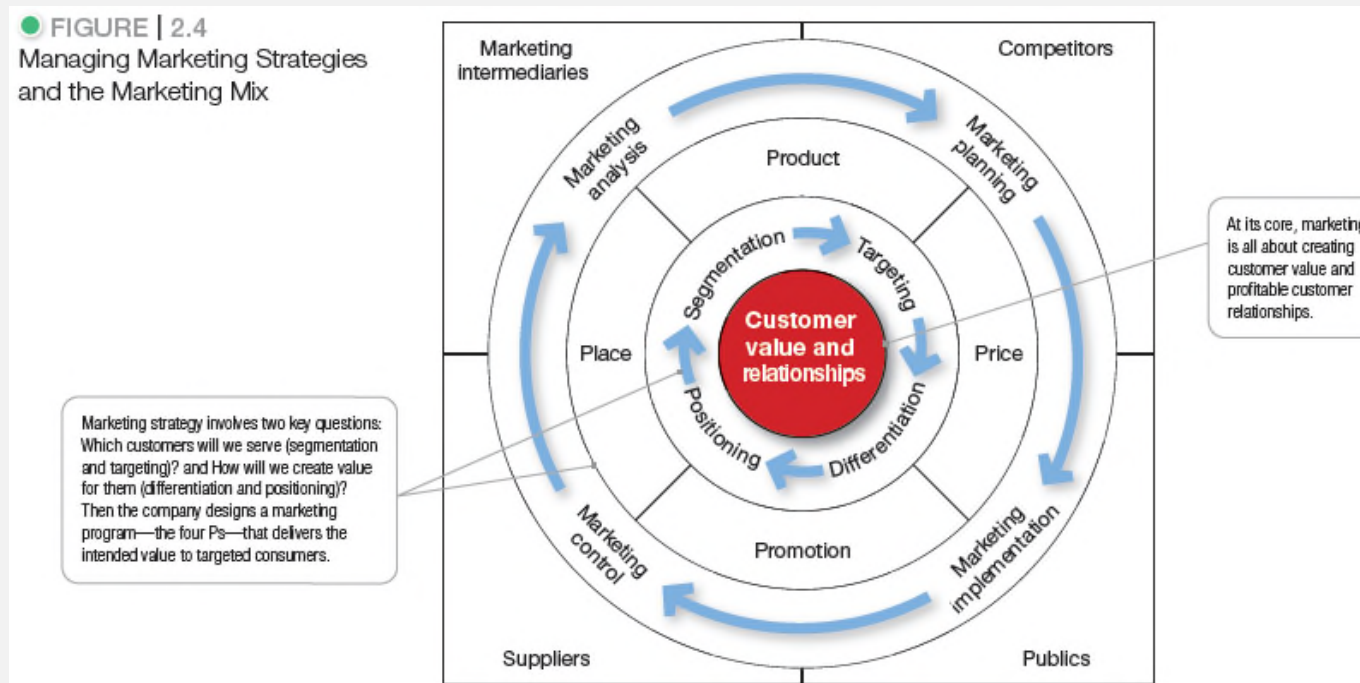 FIGURE | 2.4
Managing Marketing Strategies
and the Marketing Mix
Marketing
intermediaries
Competitors
Marketing
analysis
Marketing
planning
Product
Segmentation
Targeting
Customer
value and
relationships
Place
Price
Positioning
Differentiation
Promotion
Marketing
control
Marketing
implementation
Suppliers
Publics
At its core, marketing
is all about creating
customer value and
profitable customer
relationships.
Marketing strategy involves two key questions:
Which customers will we serve (segmentation
and targeting)? and How will we create value
for them (differentiation and positioning)?
Then the company designs a marketing
program—the four Ps—that delivers the
intended value to targeted consumers.